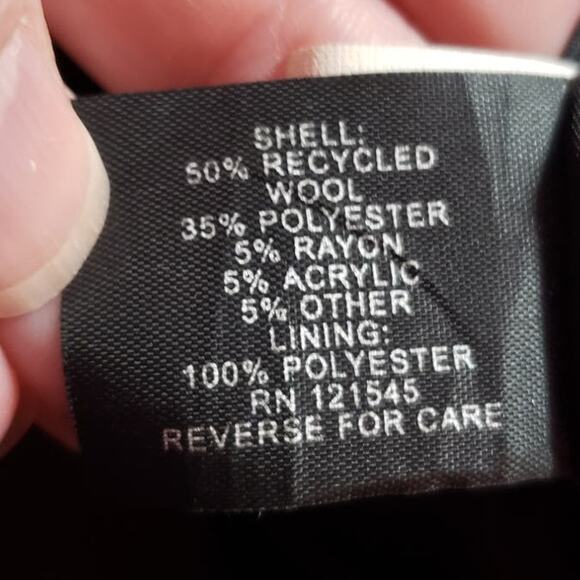 SHELL:
50% RECYCLED
WOOL
35% POLYESTER
5% RAYON
5% ACRYLIC
5% OTHER
LINING:
100% POLYESTER
RN 121545
REVERSE FOR CARE